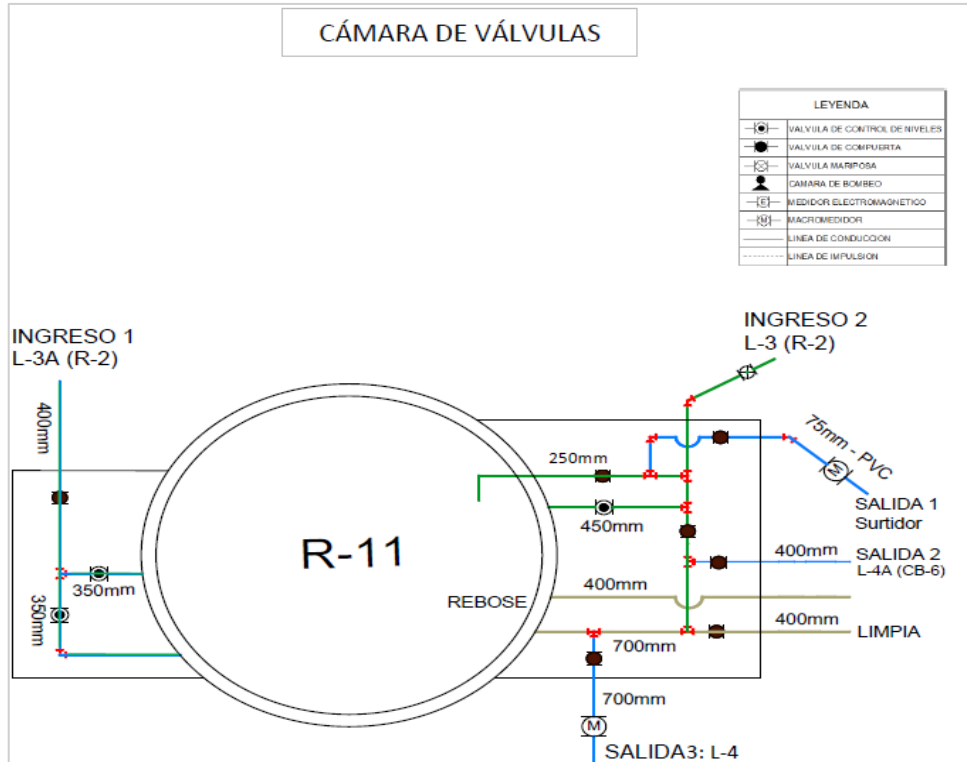 CÁMARA DE VÁLVULAS
LEYENDA
VALVULA DE CONTROL DE NIVELES
VALVULA DE COMPUERTA
VALVULA MARIPOSA
CAMARA DE BOMBEO
E
MEDIDOR ELECTROMAGNETICO
M
MACROMEDIDOR
LINEA DE CONDUCCION
LINEA DE IMPULSION
INGRESO 1
L-3A (R-2)
400mm
350mm
350mm
R-11
INGRESO 2
L-3 (R-2)
75mm - PVC
M
SALIDA 1
Surtidor
250mm
450mm
400mm
SALIDA 2
L-4A (CB-6)
REBOSE
400mm
400mm
LIMPIA
700mm
700mm
M
SALIDA3: L-4